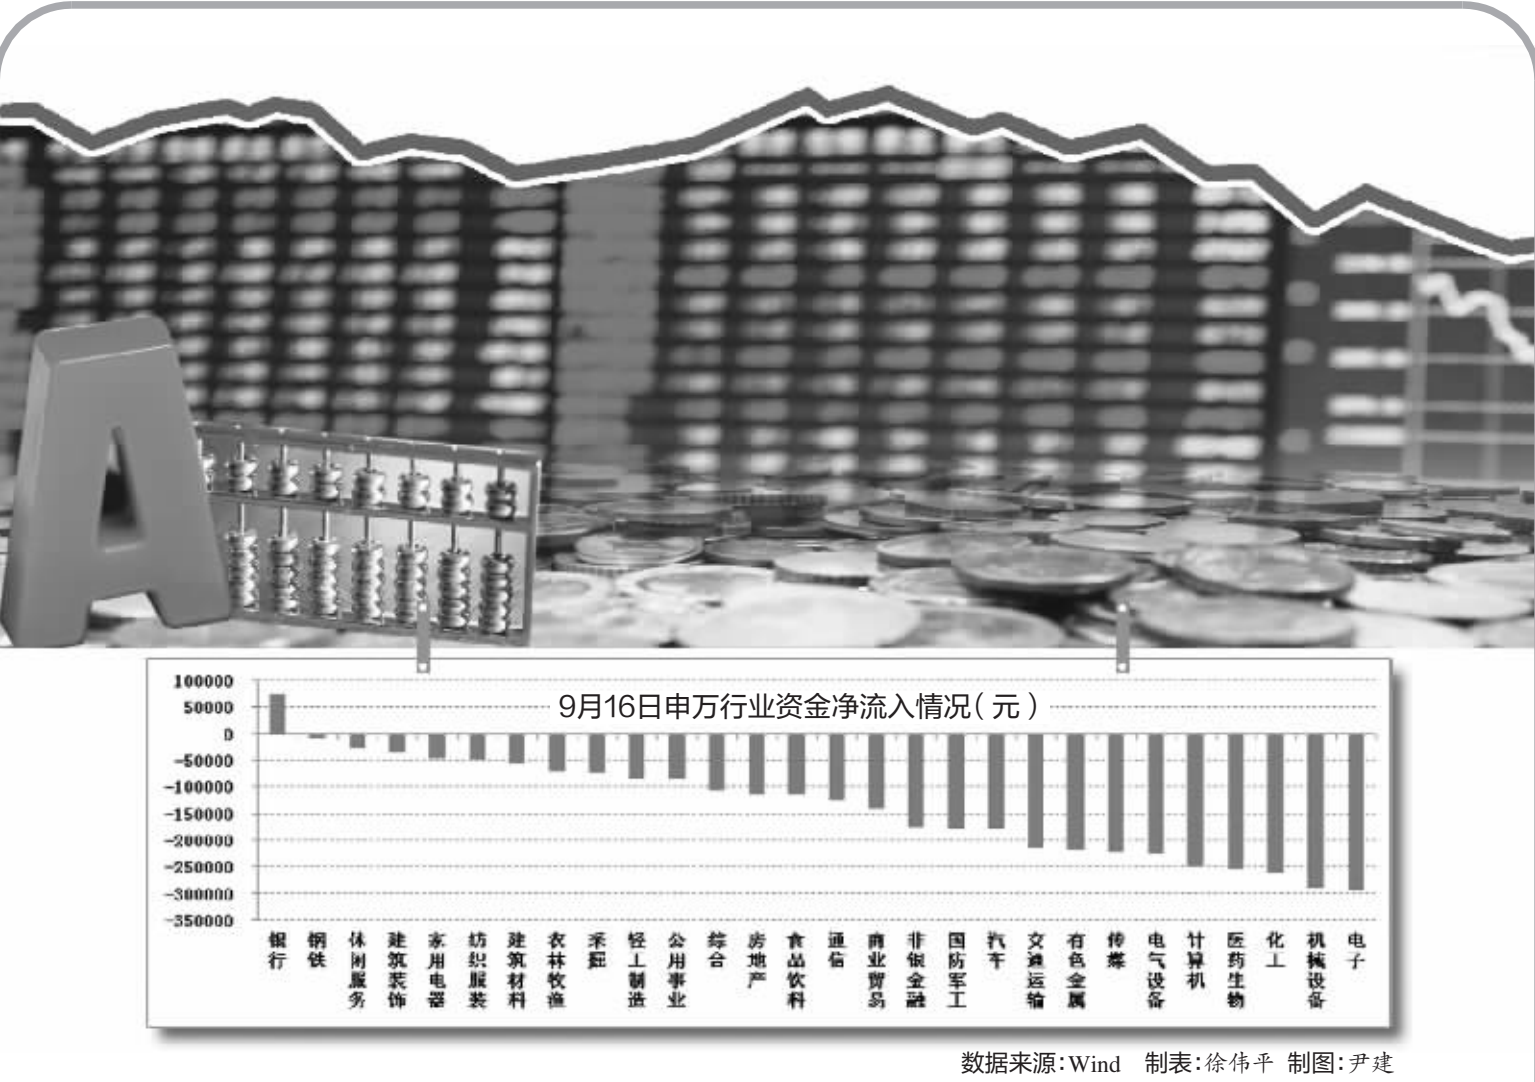 A
9月16日申万行业资金净流入情况（元）
100000
50000
0
-50000
-100000
-150000
-200000
-250000
-300000
-350000
银行
钢铁
休闲服务
建筑装饰
家用电器
纺织服装
建筑材料
农林牧渔
采掘
轻工制造
公用事业
综合
房地产
食品饮料
通信
商业贸易
非银金融
国防军工
汽车
交通运输
有色金属
传媒
电气设备
计算机
医药生物
化工
机械设备
电子
数据来源：Wind 制表：徐伟平 制图：尹建